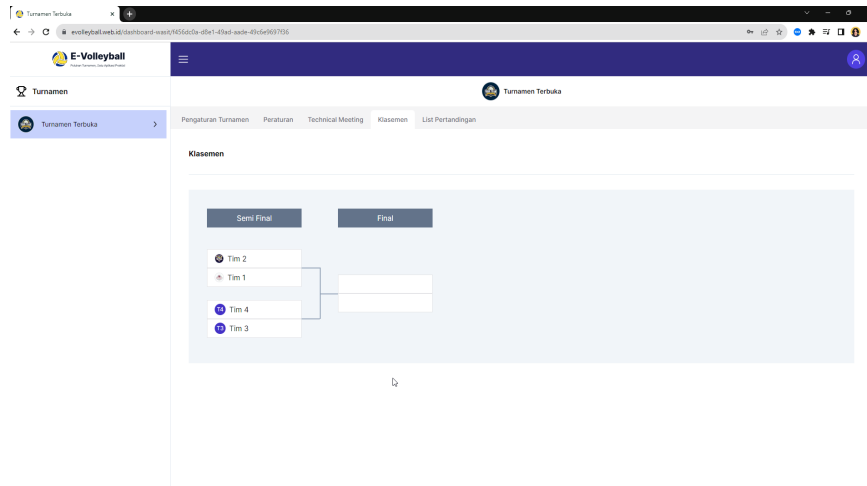 Turnamen Terbuka
evolleyball.web.id/dashboard-wasit/f456dc0a-d8e1-49ad-aade-49c6e9697f36
E-Volleyball
Turnamen
Turnamen Terbuka
Turnamen Terbuka
Pengaturan Turnamen Peraturan Technical Meeting Klasemen List Pertandingan
Klasemen
Semi Final Final
Tim 2
Tim 1
T4 Tim 4
T3 Tim 3